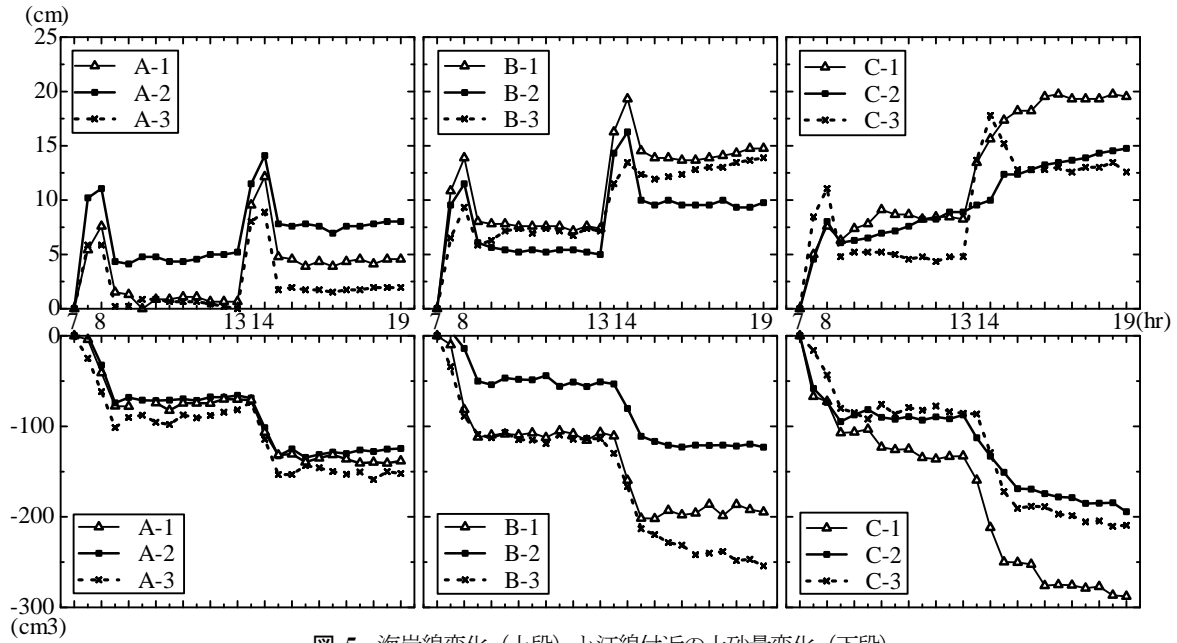 (cm)
25
20
15
10
5
0
A-1
A-2
A-3
B-1
B-2
B-3
C-1
C-2
C-3
7 8 13 14 19
7 8 13 14 19
7 8 13 14 19(hr)
0
-100
-200
-300
(cm3)
A-1
A-2
A-3
B-1
B-2
B-3
C-1
C-2
C-3
図-5 海岸線変化（上段）と汀線付近の土砂量変化（下段）